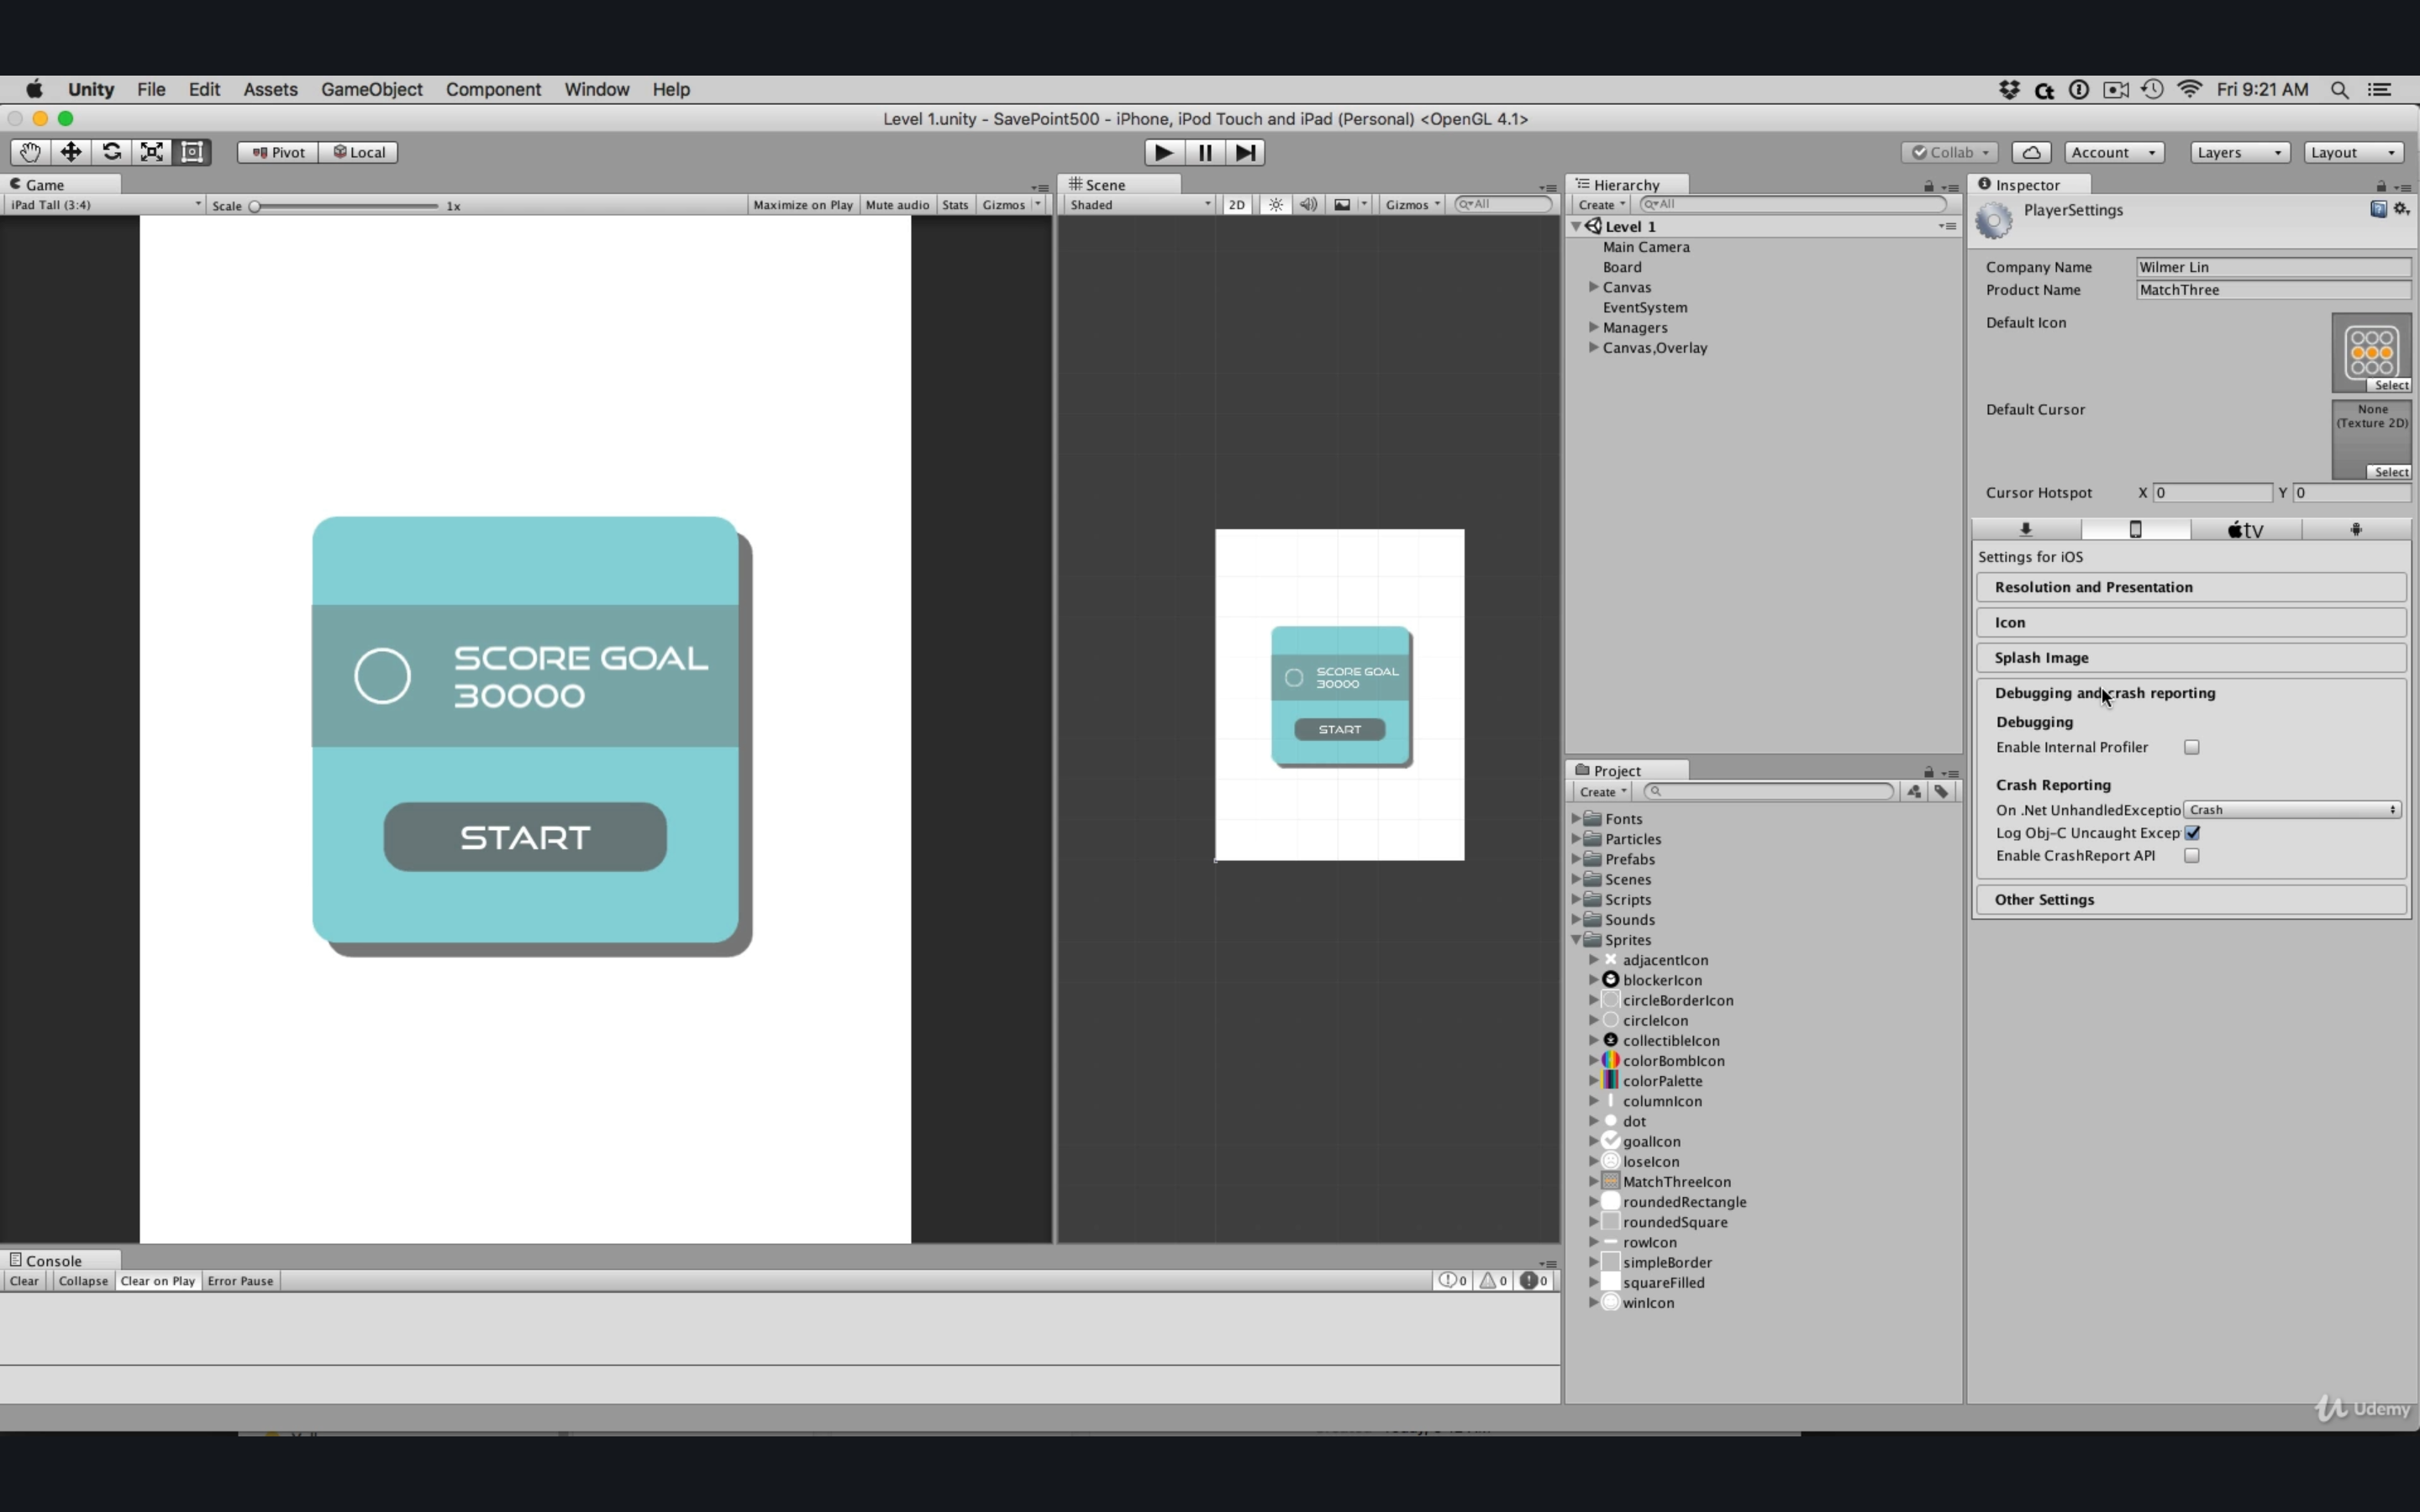 Unity File Edit Assets GameObject Component Window Help
Fri 9:21 AM
Level 1.unity - SavePoint500 - iPhone, iPod Touch and iPad (Personal) <OpenGL 4.1>
Pivot Local
Collab Account Layers Layout
Game
iPad Tall (3:4) Scale 1x Maximize on Play Mute audio Stats Gizmos
SCORE GOAL
30000
START
Scene
Shaded 2D Gizmos All
SCORE GOAL
30000
START
Hierarchy
Create All
Level 1
Main Camera
Board
Canvas
EventSystem
Managers
Canvas,Overlay
Project
Create
Fonts
Particles
Prefabs
Scenes
Scripts
Sounds
Sprites
adjacentIcon
blockerIcon
circleBorderIcon
circleIcon
collectibleIcon
colorBombIcon
colorPalette
columnIcon
dot
goalIcon
loseIcon
MatchThreeIcon
roundedRectangle
roundedSquare
rowIcon
simpleBorder
squareFilled
winIcon
Inspector
PlayerSettings
Company Name Wilmer Lin
Product Name MatchThree
Default Icon
Select
Default Cursor
None
(Texture 2D)
Select
Cursor Hotspot X 0 Y 0
tv
Settings for iOS
Resolution and Presentation
Icon
Splash Image
Debugging and crash reporting
Debugging
Enable Internal Profiler
Crash Reporting
On .Net UnhandledExceptio Crash
Log Obj-C Uncaught Excep
Enable CrashReport API
Other Settings
Console
Clear Collapse Clear on Play Error Pause
0 0 0
Udemy